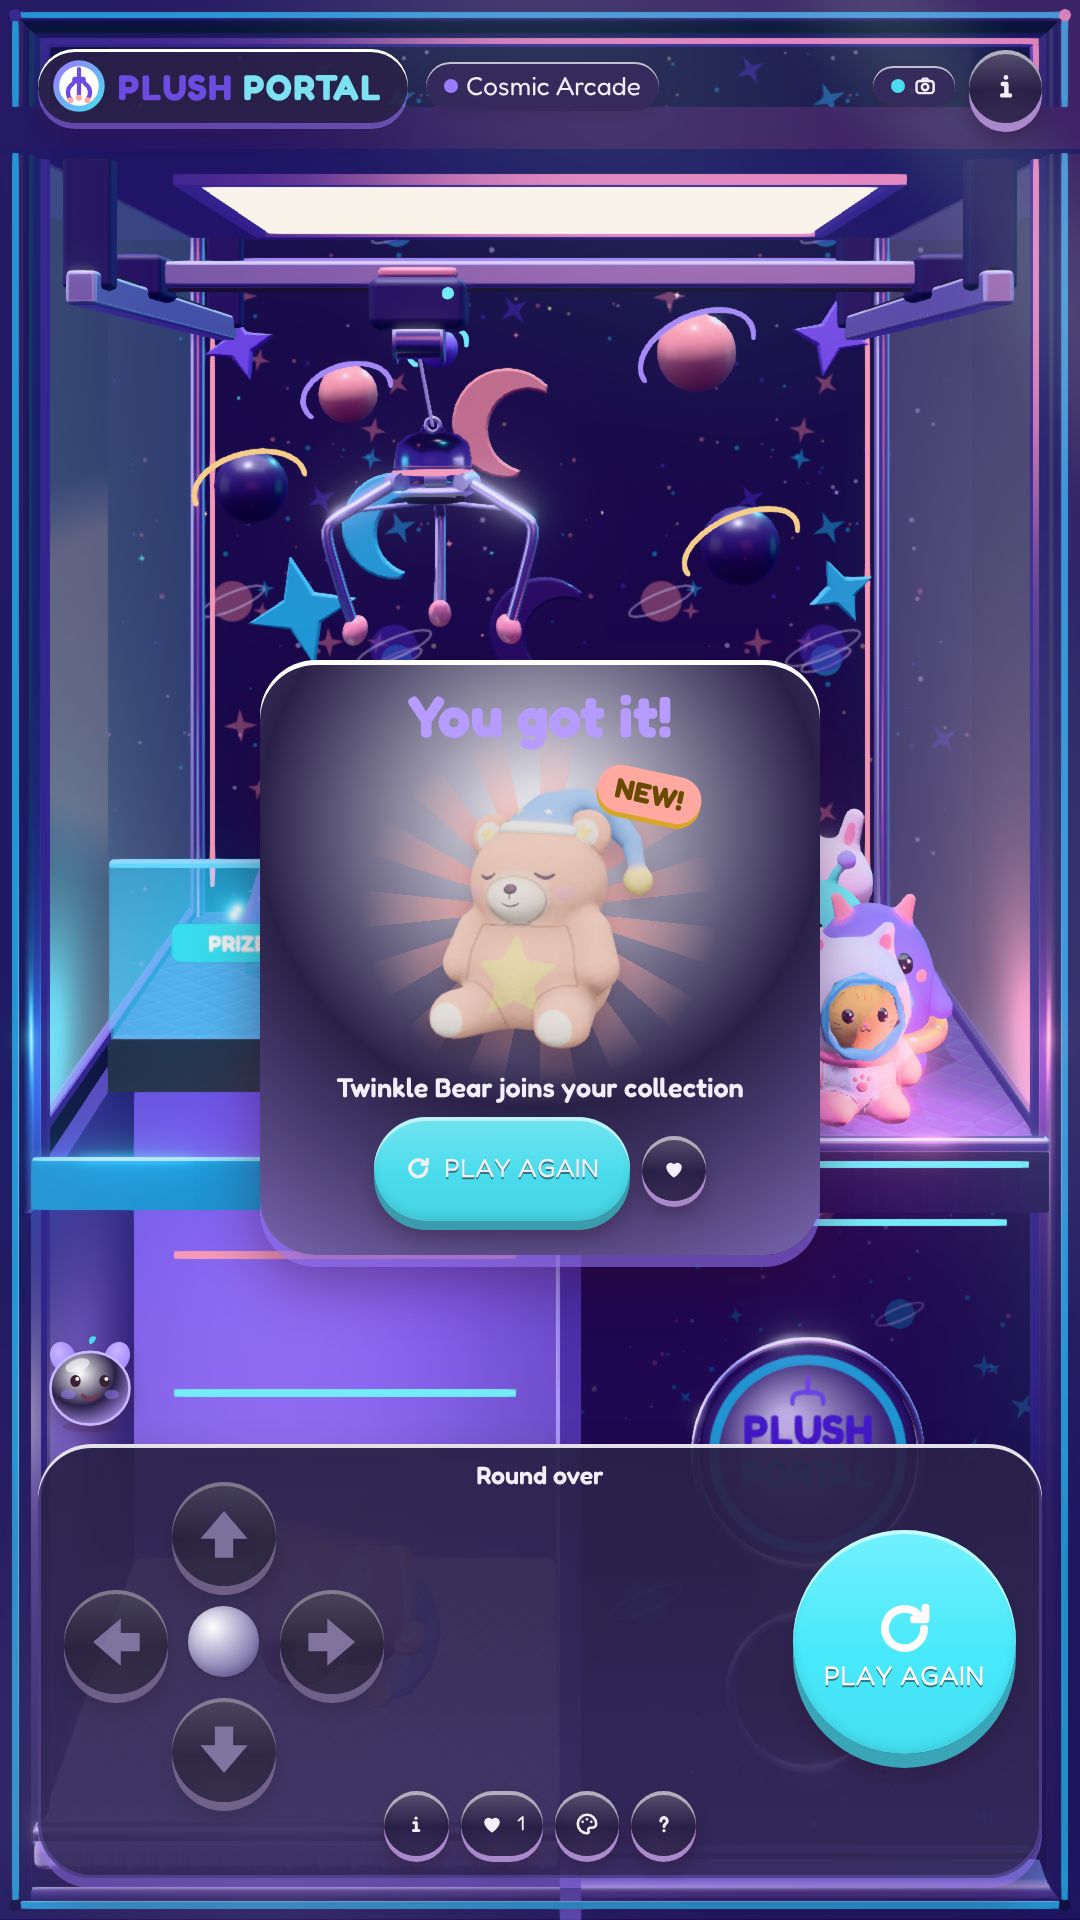 PLUSH PORTAL
Cosmic Arcade
i
You got it!
NEW!
Twinkle Bear joins your collection
PLAY AGAIN
PLUSH
Round over
PLAY AGAIN
i
1
?